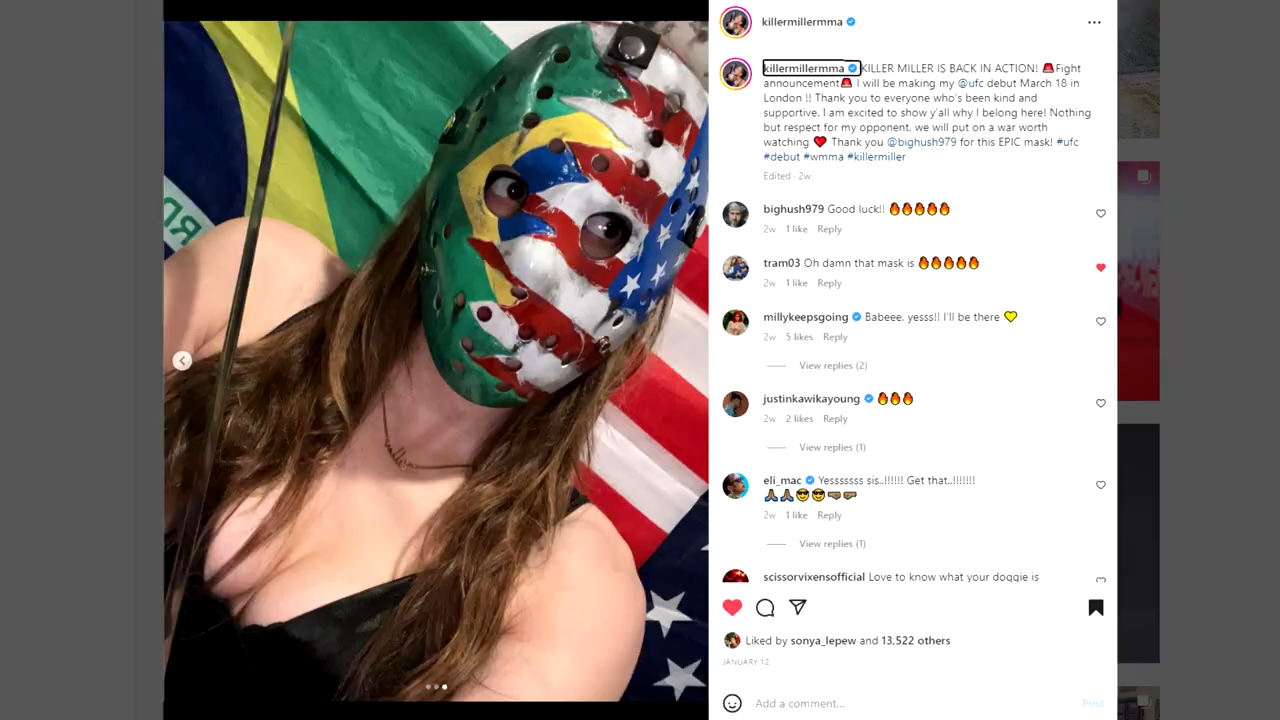 killermillermma
killermillermma KILLER MILLER IS BACK IN ACTION! 🚨Fight
announcement🚨 I will be making my @ufc debut March 18 in
London !! Thank you to everyone who's been kind and
supportive, I am excited to show y'all why I belong here! Nothing
but respect for my opponent, we will put on a war worth
watching ❤️ Thank you @bighush979 for this EPIC mask! #ufc
#debut #wmma #killermiller
Edited · 2w
bighush979 Good luck!! 🔥🔥🔥🔥🔥
2w 1 like Reply
tram03 Oh damn that mask is 🔥🔥🔥🔥🔥
2w 1 like Reply
millykeepsgoing Babeee, yesss!! I'll be there 💛
2w 5 likes Reply
View replies (2)
justinkawikayoung 🔥🔥🔥
2w 2 likes Reply
View replies (1)
eli_mac Yesssssss sis..!!!!!! Get that..!!!!!!!
🙏🏽🙏🏽😎😎🤜🏽🤛🏽
2w 1 like Reply
View replies (1)
scissorvixensofficial Love to know what your doggie is
Liked by sonya_lepew and 13,522 others
JANUARY 12
Add a comment...
Post